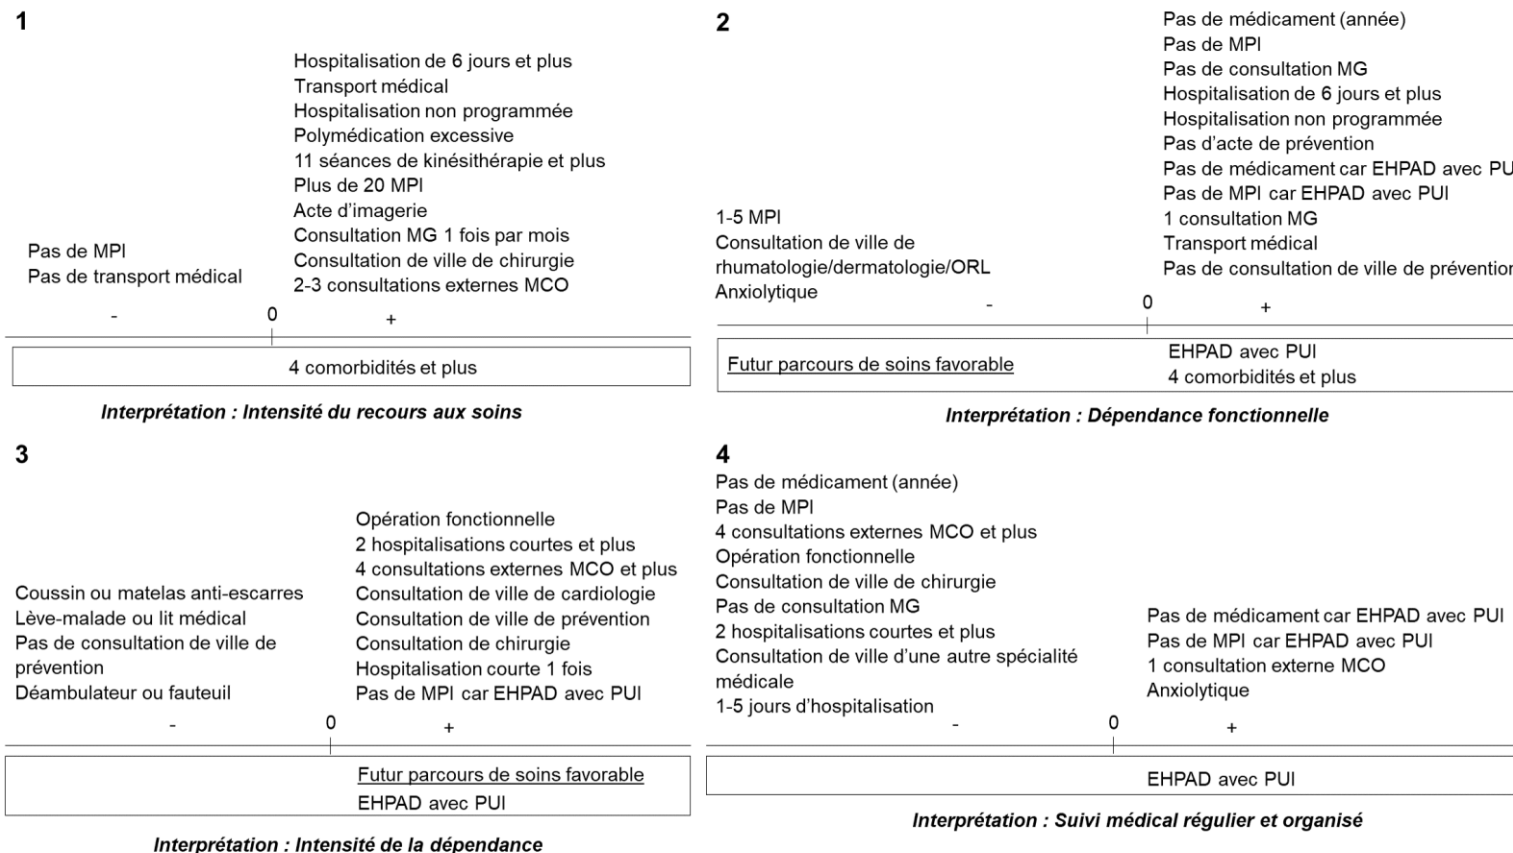 1
Hospitalisation de 6 jours et plus
Transport médical
Hospitalisation non programmée
Polymédication excessive
11 séances de kinésithérapie et plus
Plus de 20 MPI
Acte d'imagerie
Consultation MG 1 fois par mois
Consultation de ville de chirurgie
2-3 consultations externes MCO
Pas de MPI
Pas de transport médical
- 0 +
4 comorbidités et plus
Interprétation : Intensité du recours aux soins
2
Pas de médicament (année)
Pas de MPI
Pas de consultation MG
Hospitalisation de 6 jours et plus
Hospitalisation non programmée
Pas d'acte de prévention
Pas de médicament car EHPAD avec PU
Pas de MPI car EHPAD avec PUI
1 consultation MG
Transport médical
Pas de consultation de ville de prévention
1-5 MPI
Consultation de ville de
rhumatologie/dermatologie/ORL
Anxiolytique
- 0 +
Futur parcours de soins favorable
EHPAD avec PUI
4 comorbidités et plus
Interprétation : Dépendance fonctionnelle
3
Opération fonctionnelle
2 hospitalisations courtes et plus
4 consultations externes MCO et plus
Consultation de ville de cardiologie
Consultation de ville de prévention
Consultation de chirurgie
Hospitalisation courte 1 fois
Pas de MPI car EHPAD avec PUI
Coussin ou matelas anti-escarres
Lève-malade ou lit médical
Pas de consultation de ville de
prévention
Déambulateur ou fauteuil
- 0 +
Futur parcours de soins favorable
EHPAD avec PUI
Interprétation : Intensité de la dépendance
4
Pas de médicament (année)
Pas de MPI
4 consultations externes MCO et plus
Opération fonctionnelle
Consultation de ville de chirurgie
Pas de consultation MG
2 hospitalisations courtes et plus
Consultation de ville d'une autre spécialité
médicale
1-5 jours d'hospitalisation
Pas de médicament car EHPAD avec PUI
Pas de MPI car EHPAD avec PUI
1 consultation externe MCO
Anxiolytique
- 0 +
EHPAD avec PUI
Interprétation : Suivi médical régulier et organisé